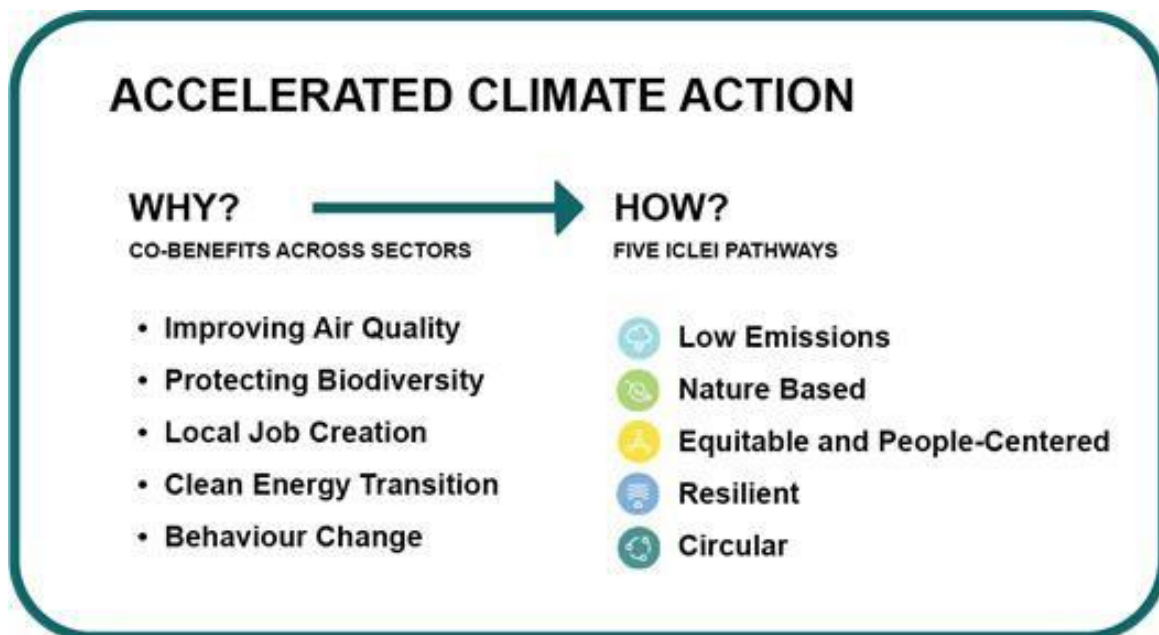 ACCELERATED CLIMATE ACTION
WHY?
CO-BENEFITS ACROSS SECTORS
• Improving Air Quality
• Protecting Biodiversity
• Local Job Creation
• Clean Energy Transition
• Behaviour Change
HOW?
FIVE ICLEI PATHWAYS
Low Emissions
Nature Based
Equitable and People-Centered
Resilient
Circular